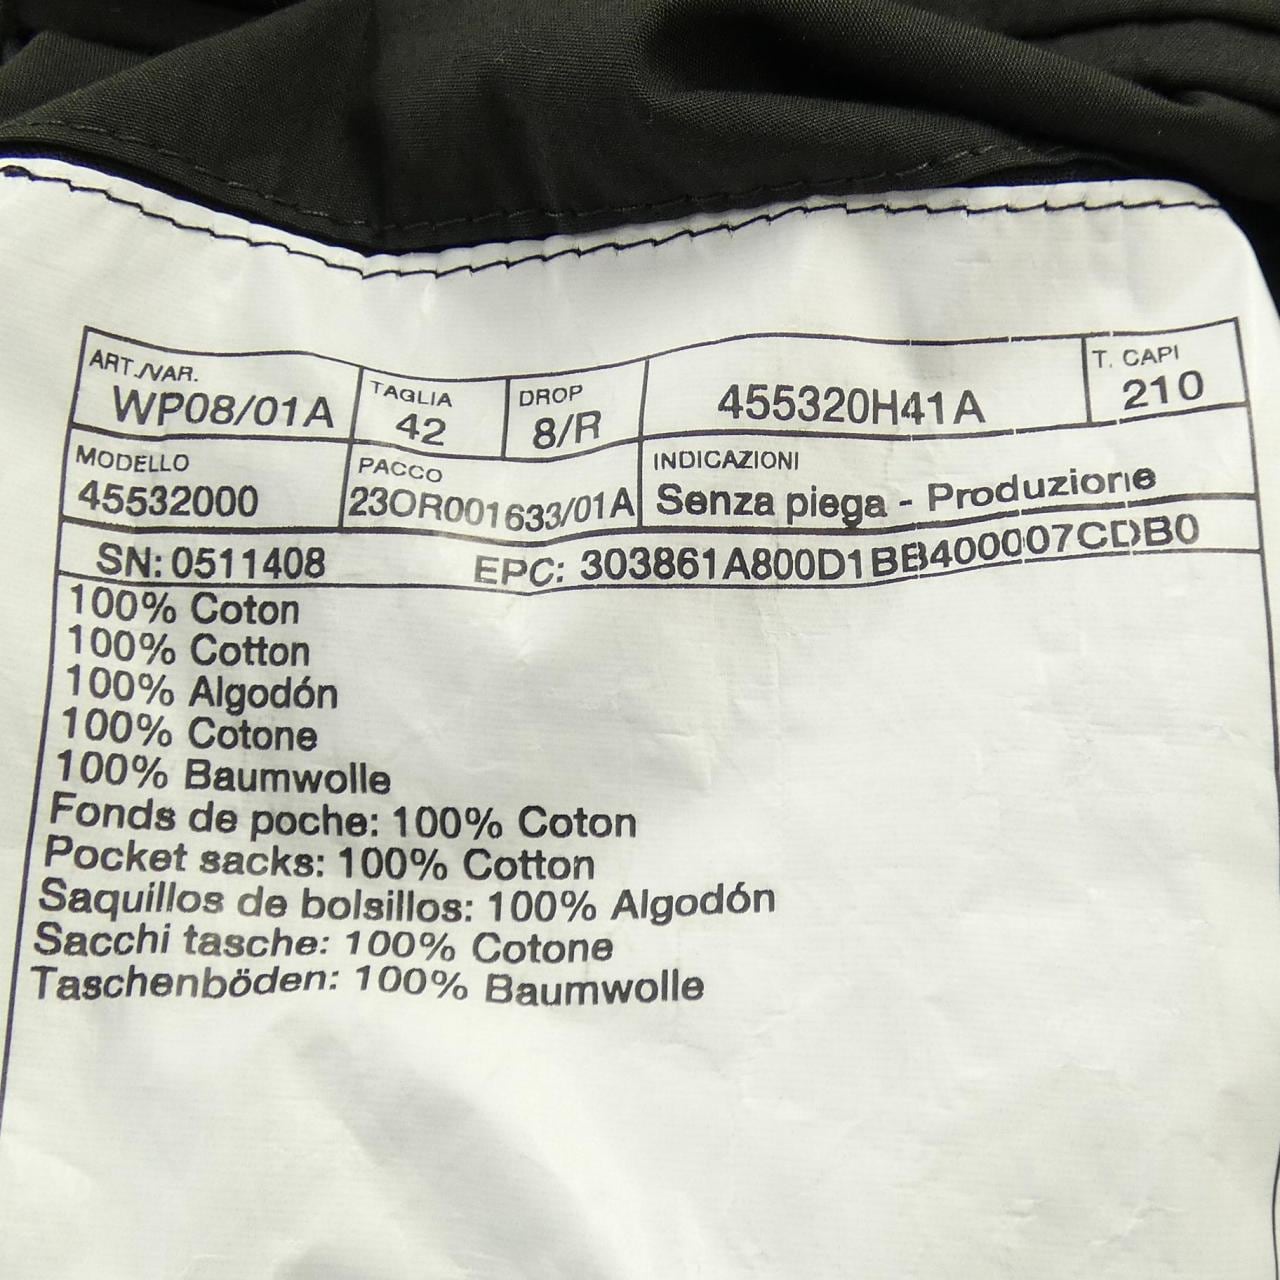 ART./VAR. TAGLIA DROP 455320H41A T. CAPI
WP08/01A 42 8/R 210
MODELLO PACCO INDICAZIONI
45532000 23OR001633/01A Senza piega - Produzione
SN: 0511408 EPC: 303861A800D1BB400007CDB0
100% Coton
100% Cotton
100% Algodón
100% Cotone
100% Baumwolle
Fonds de poche: 100% Coton
Pocket sacks: 100% Cotton
Saquillos de bolsillos: 100% Algodón
Sacchi tasche: 100% Cotone
Taschenböden: 100% Baumwolle